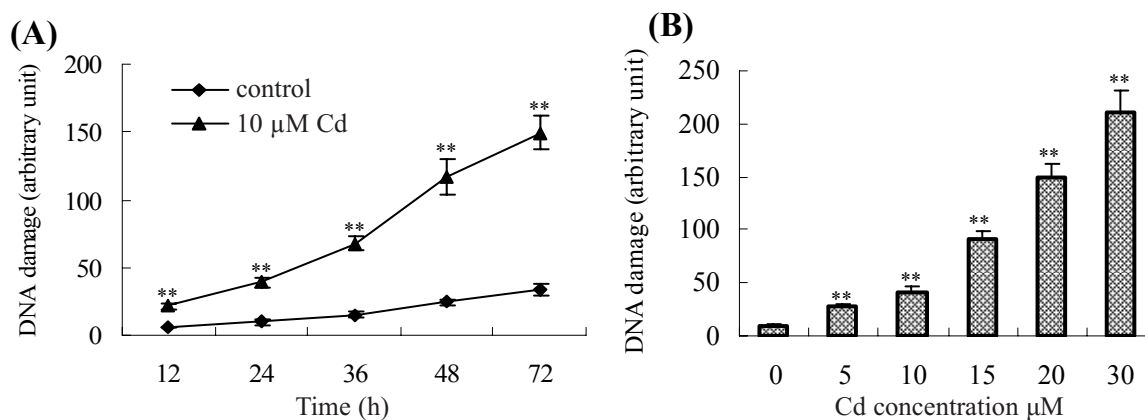 (A)
DNA damage (arbitrary unit)
200
150
100
50
0
control
10 µM Cd
**
**
**
**
**
12 24 36 48 72
Time (h)
(B)
DNA damage (arbitrary unit)
250
200
150
100
50
0
**
**
**
**
**
0 5 10 15 20 30
Cd concentration µM